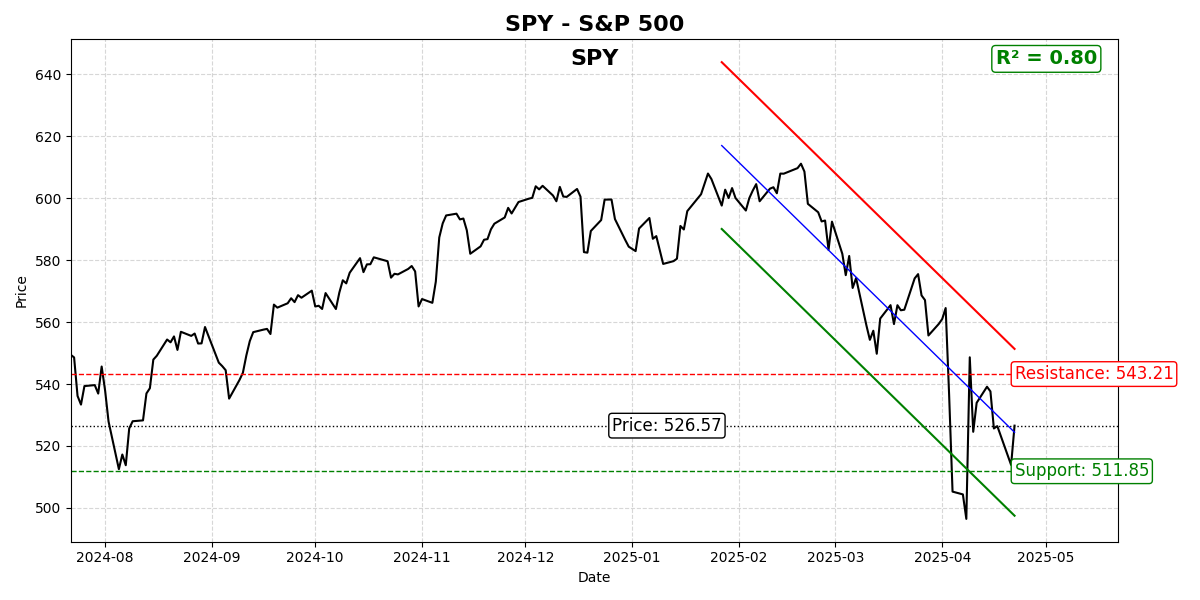 SPY - S&P 500
SPY
R² = 0.80
Price
640
620
600
580
560
540
520
500
Resistance: 543.21
Price: 526.57
Support: 511.85
2024-08 2024-09 2024-10 2024-11 2024-12 2025-01 2025-02 2025-03 2025-04 2025-05
Date